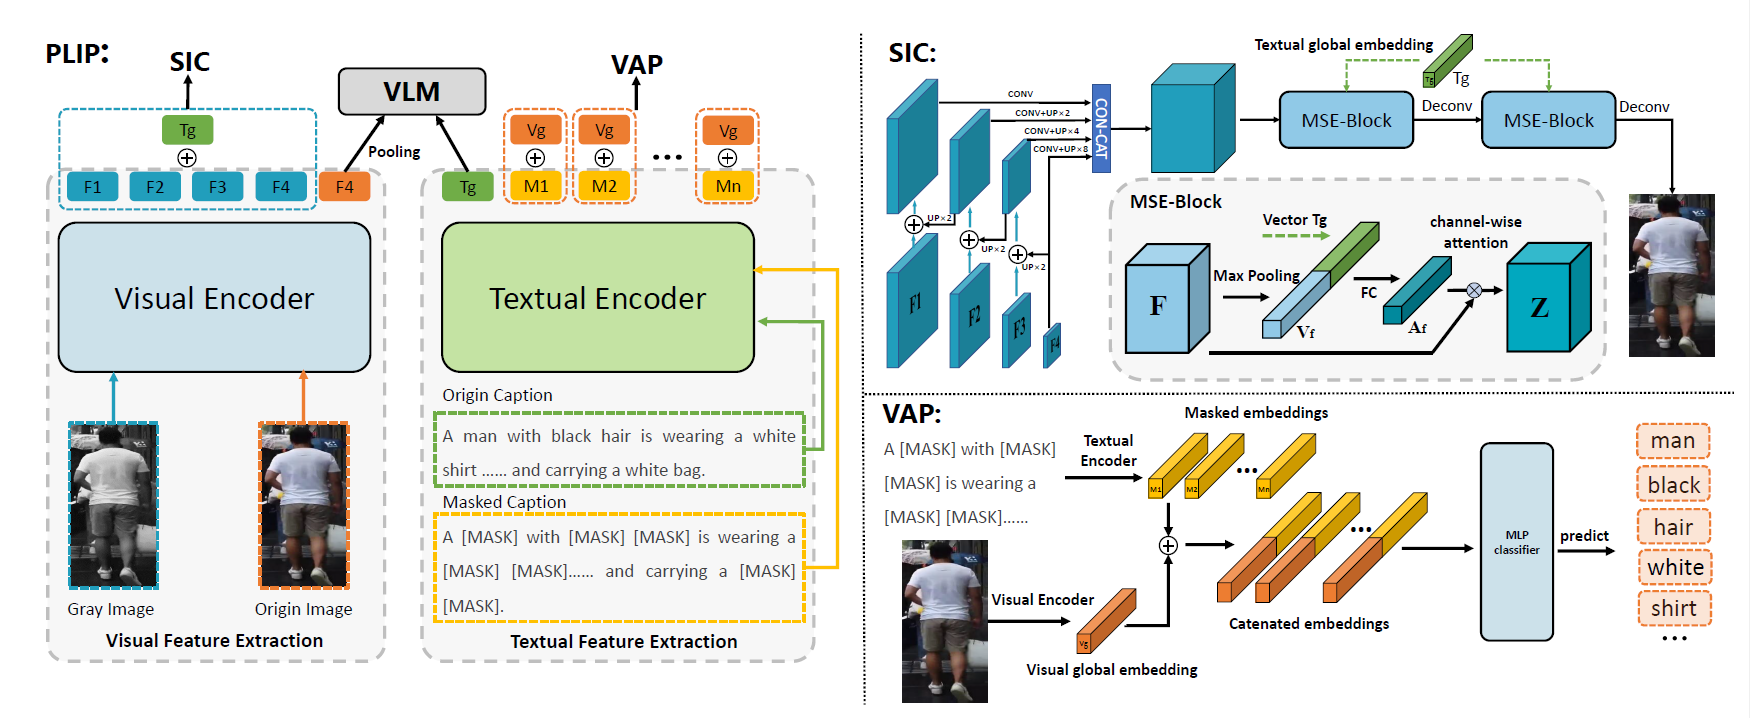 PLIP:
SIC
VLM
VAP
Tg
Pooling
Vg
Vg
Vg
F1
F2
F3
F4
F4
Tg
M1
M2
Mn
Visual Encoder
Textual Encoder
Origin Caption
A man with black hair is wearing a white
shirt ...... and carrying a white bag.
Masked Caption
A [MASK] with [MASK] [MASK] is wearing a
[MASK] [MASK]...... and carrying a [MASK]
[MASK].
Gray Image
Origin Image
Visual Feature Extraction
Textual Feature Extraction
SIC:
Textual global embedding
Tg
Tg
CONV
CONV+UP×2
CONV+UP×4
CONV+UP×8
CON-CAT
MSE-Block
Deconv
MSE-Block
Deconv
UP×2
UP×2
UP×2
F1
F2
F3
F4
MSE-Block
Vector Tg
channel-wise
attention
Max Pooling
FC
F
Vf
Af
Z
VAP:
A [MASK] with [MASK]
[MASK] is wearing a
[MASK] [MASK]......
Textual
Encoder
Masked embeddings
M1
M2
Mn
Visual Encoder
Vg
Visual global embedding
Catenated embeddings
MLP
classifier
predict
man
black
hair
white
shirt